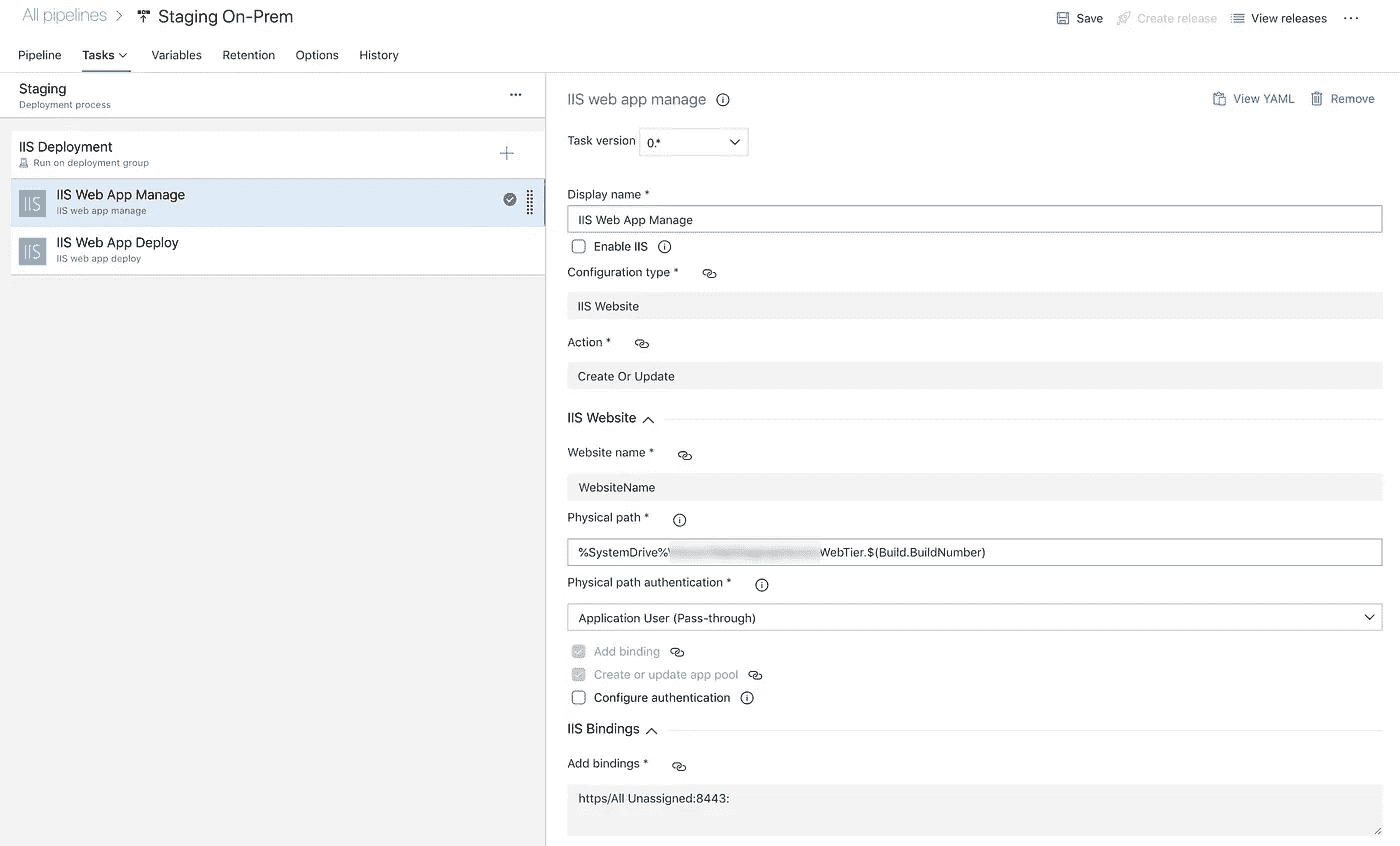 All pipelines > Staging On-Prem
Save Create release View releases ...
Pipeline Tasks Variables Retention Options History
Staging
Deployment process
...
IIS Deployment
Run on deployment group
IIS IIS Web App Manage
IIS web app manage
IIS IIS Web App Deploy
IIS web app deploy
IIS web app manage
View YAML Remove
Task version 0.*
Display name *
IIS Web App Manage
Enable IIS
Configuration type *
IIS Website
Action *
Create Or Update
IIS Website
Website name *
WebsiteName
Physical path *
%SystemDrive%\ WebTier.$(Build.BuildNumber)
Physical path authentication *
Application User (Pass-through)
Add binding
Create or update app pool
Configure authentication
IIS Bindings
Add bindings *
https/All Unassigned:8443: